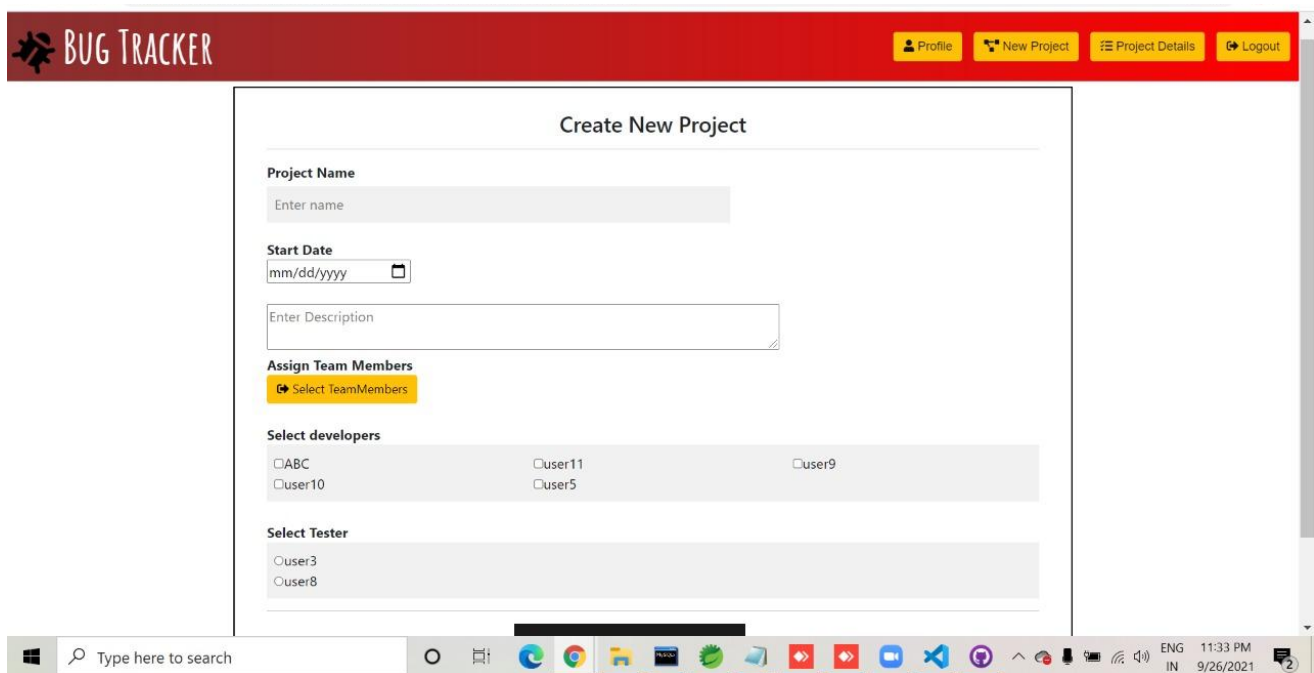 BUG TRACKER
Profile New Project Project Details Logout
Create New Project
Project Name
Enter name
Start Date
mm/dd/yyyy
Enter Description
Assign Team Members
Select TeamMembers
Select developers
ABC user11 user9
user10 user5
Select Tester
user3
user8
Type here to search
ENG 11:33 PM
IN 9/26/2021
2